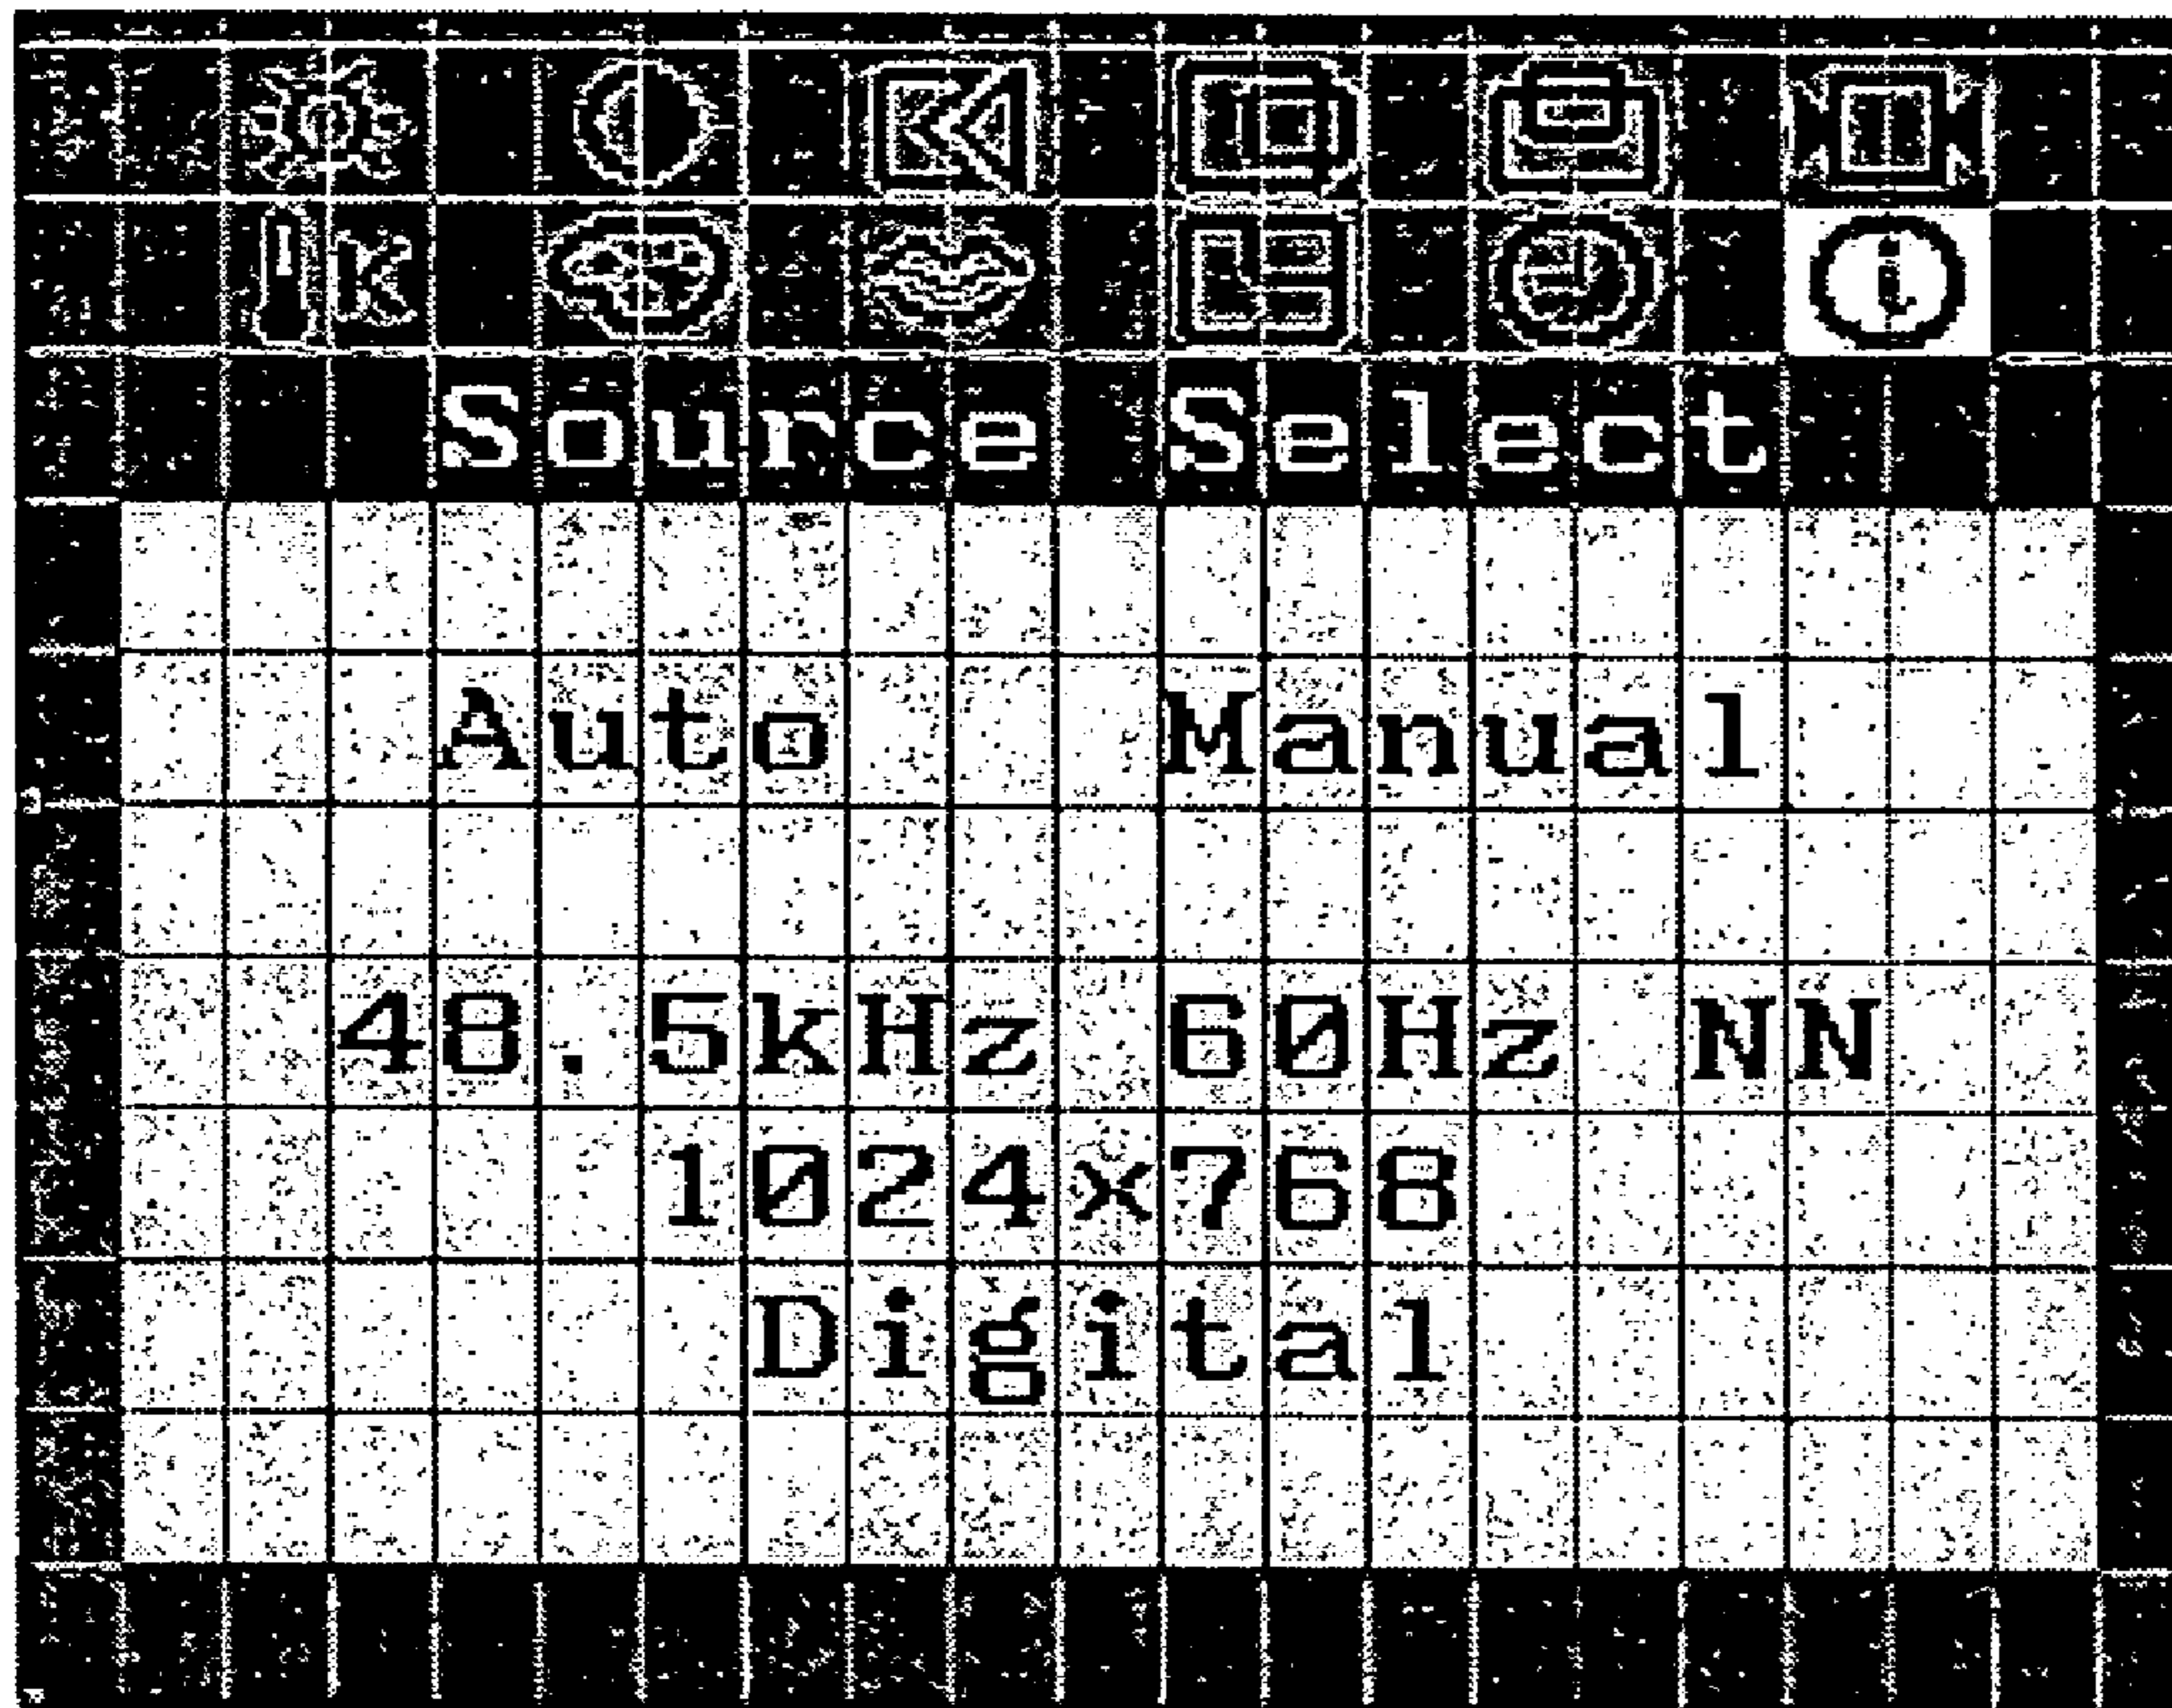 K
Source Select
Auto Manual
48.5kHz 60Hz NN
1024x768
Digital